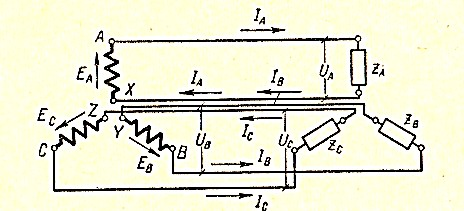 A I_A
E_A X I_A I_B U_A Z_A
E_C Z I_C
C Y E_B B U_B U_C Z_C Z_B
I_B
I_C